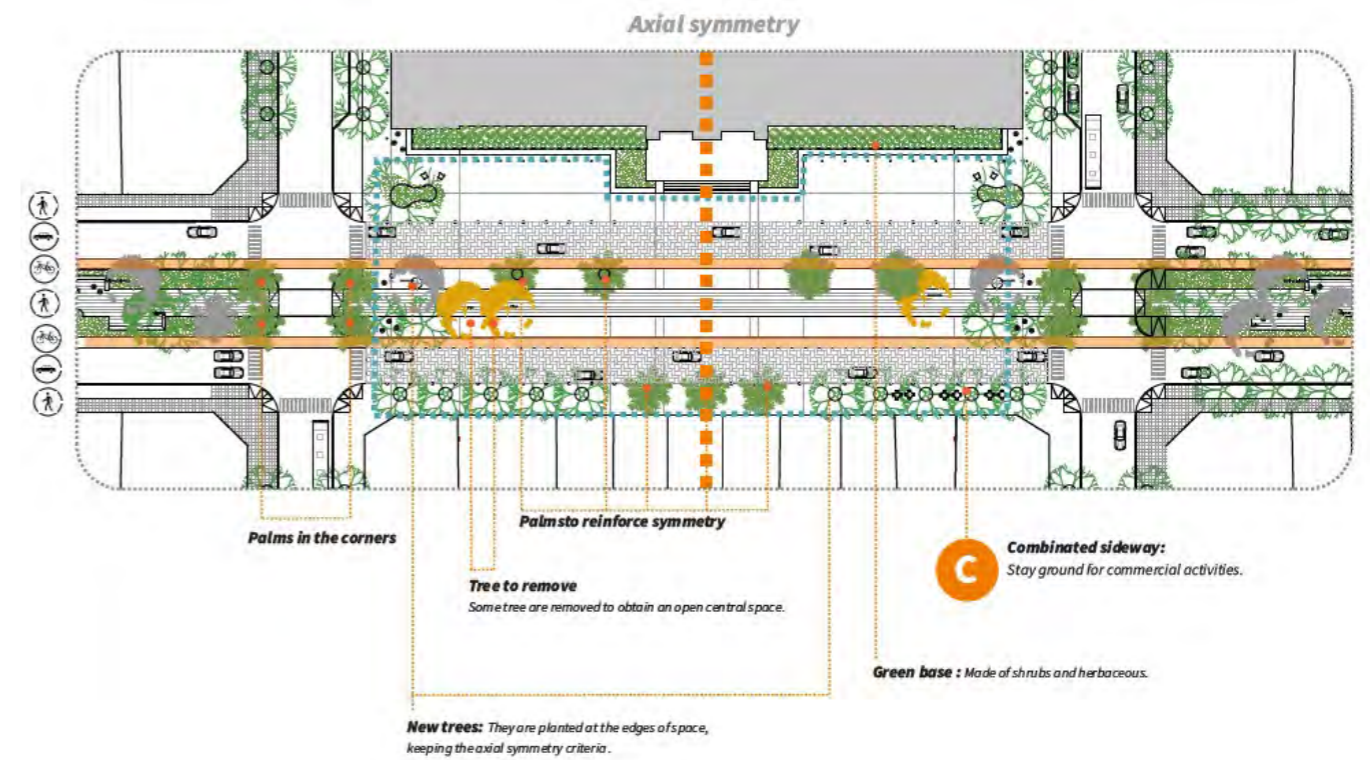 Axial symmetry
Palms in the corners
Palmsto reinforce symmetry
Tree to remove
Some tree are removed to obtain an open central space.
C
Combinated sideway:
Stay ground for commercial activities.
Green base : Made of shrubs and herbaceous.
New trees: They are planted at the edges of space,
keeping the axial symmetry criteria.